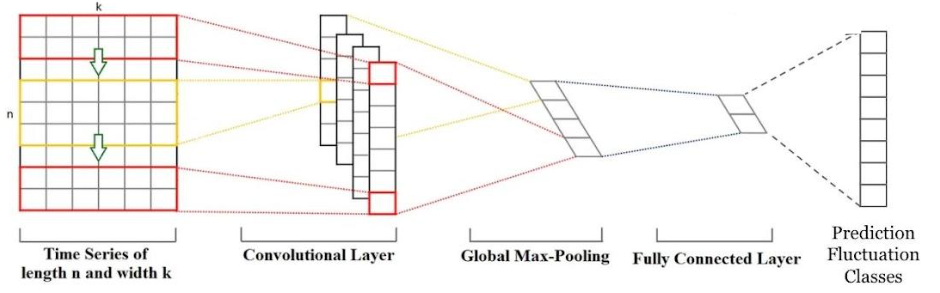 k
n
Time Series of
length n and width k
Convolutional Layer
Global Max-Pooling
Fully Connected Layer
Prediction
Fluctuation
Classes